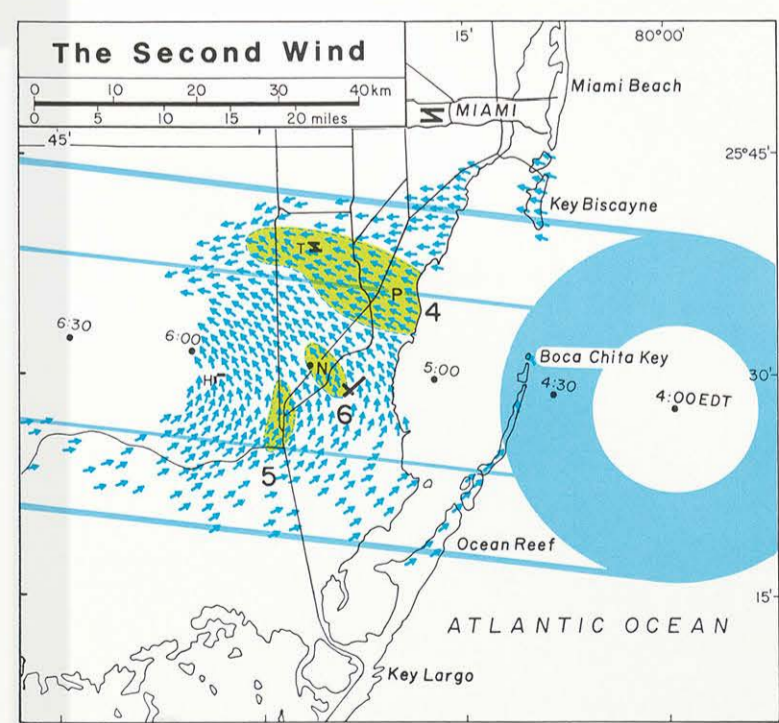 The Second Wind
0 10 20 30 40 km
0 5 10 15 20 miles
15'
80°00'
Miami Beach
MIAMI
45'
25°45'
Key Biscayne
T
P
4
6:30
6:00
5:00
Boca Chita Key
30'
4:30
4:00 EDT
H
N
6
5
Ocean Reef
15'
ATLANTIC OCEAN
Key Largo